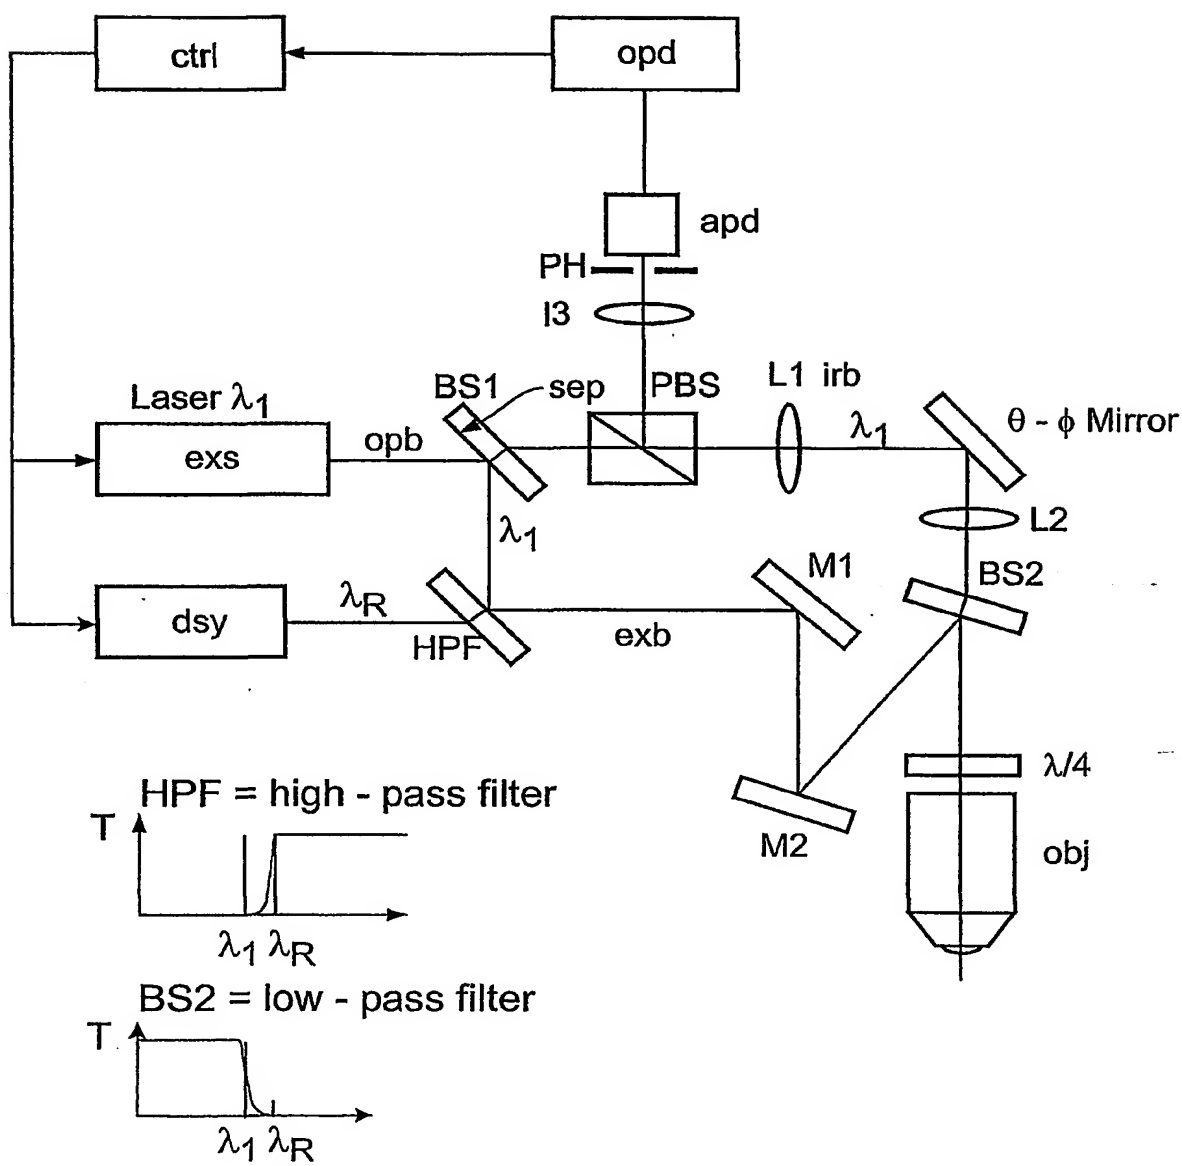 ctrl
opd
apd
PH
l3
BS1
sep
PBS
L1 irb
Laser λ1
exs
opb
λ1
θ - ϕ Mirror
λ1
L2
BS2
M1
dsy
λR
HPF
exb
λ/4
M2
obj
HPF = high - pass filter
T
λ1 λR
BS2 = low - pass filter
T
λ1 λR